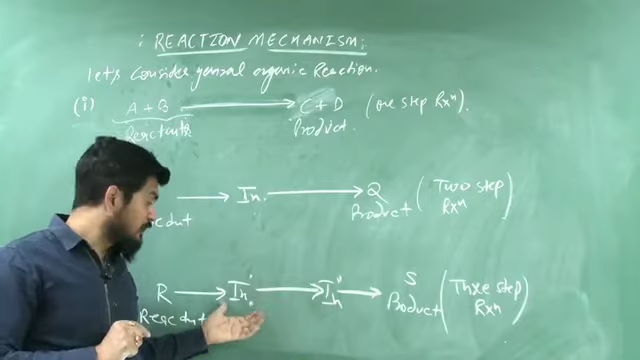 : REACTION MECHANISM:
Let's Consider general organic Reaction.
(i) A + B → C + D (one step Rxⁿ).
Reactants Product.
→ In. → Q (Two step
Product Rxⁿ)
R → In. → In → S (Three step
Reactant Product Rxⁿ)